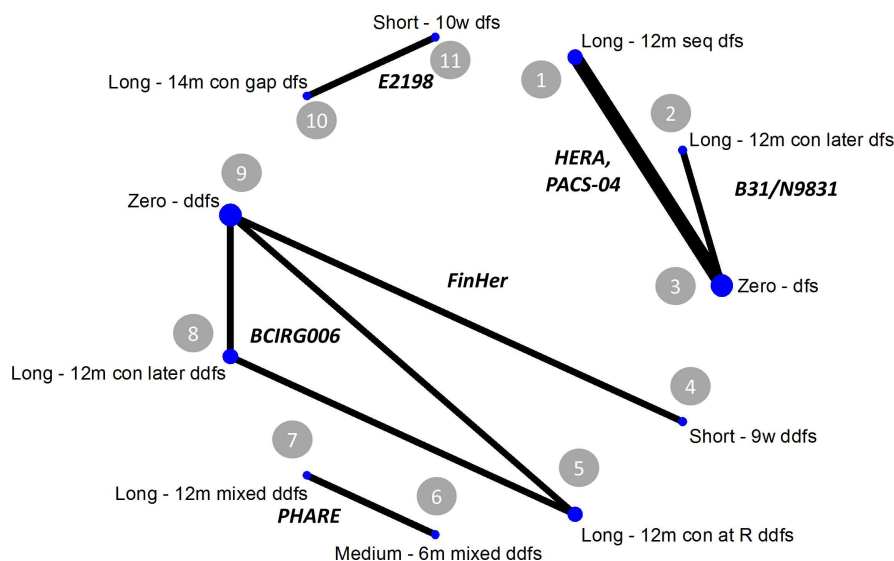 Short - 10w dfs
11
Long - 12m seq dfs
1
Long - 14m con gap dfs
E2198
10
2
Long - 12m con later dfs
HERA,
PACS-04
B31/N9831
9
Zero - ddfs
3
Zero - dfs
FinHer
8
BCIRG006
Long - 12m con later ddfs
4
Short - 9w ddfs
7
5
Long - 12m mixed ddfs
6
PHARE
Long - 12m con at R ddfs
Medium - 6m mixed ddfs